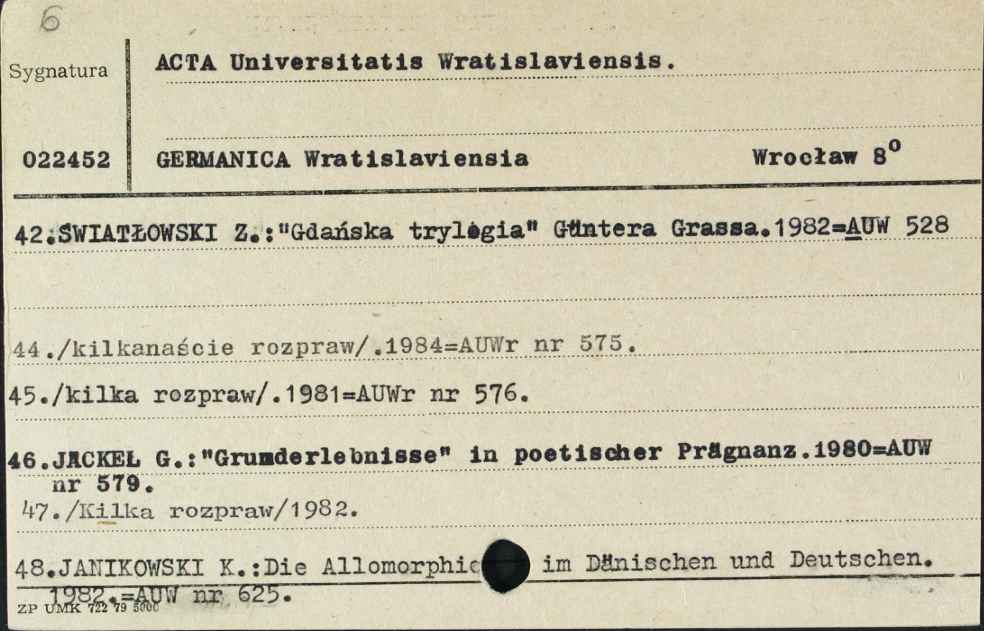 6
Sygnatura
ACTA Universitatis Wratislaviensis.
022452
GERMANICA Wratislaviensia
Wrocław 8º
42.ŚWIATŁOWSKI Z.:"Gdańska trylogia" Güntera Grassa.1982=AUW 528
44./kilkanaście rozpraw/.1984=AUWr nr 575.
45./kilka rozpraw/.1981=AUWr nr 576.
46.JÄCKEL G.:"Grunderlebnisse" in poetischer Prägnanz.1980=AUW
nr 579.
47./Kilka rozpraw/1982.
48.JANIKOWSKI K.:Die Allomorphie im Dänischen und Deutschen.
1982.=AUW nr 625.
ZP UMK 722 79 5000